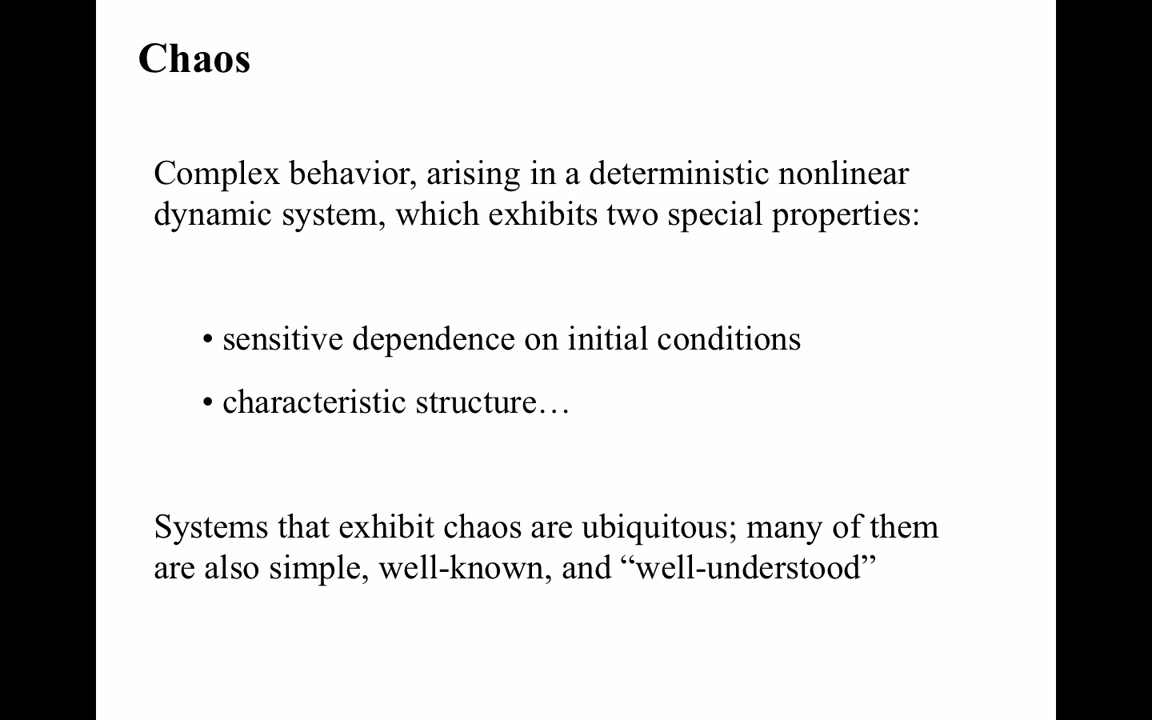 Chaos
Complex behavior, arising in a deterministic nonlinear
dynamic system, which exhibits two special properties:
• sensitive dependence on initial conditions
• characteristic structure…
Systems that exhibit chaos are ubiquitous; many of them
are also simple, well-known, and “well-understood”